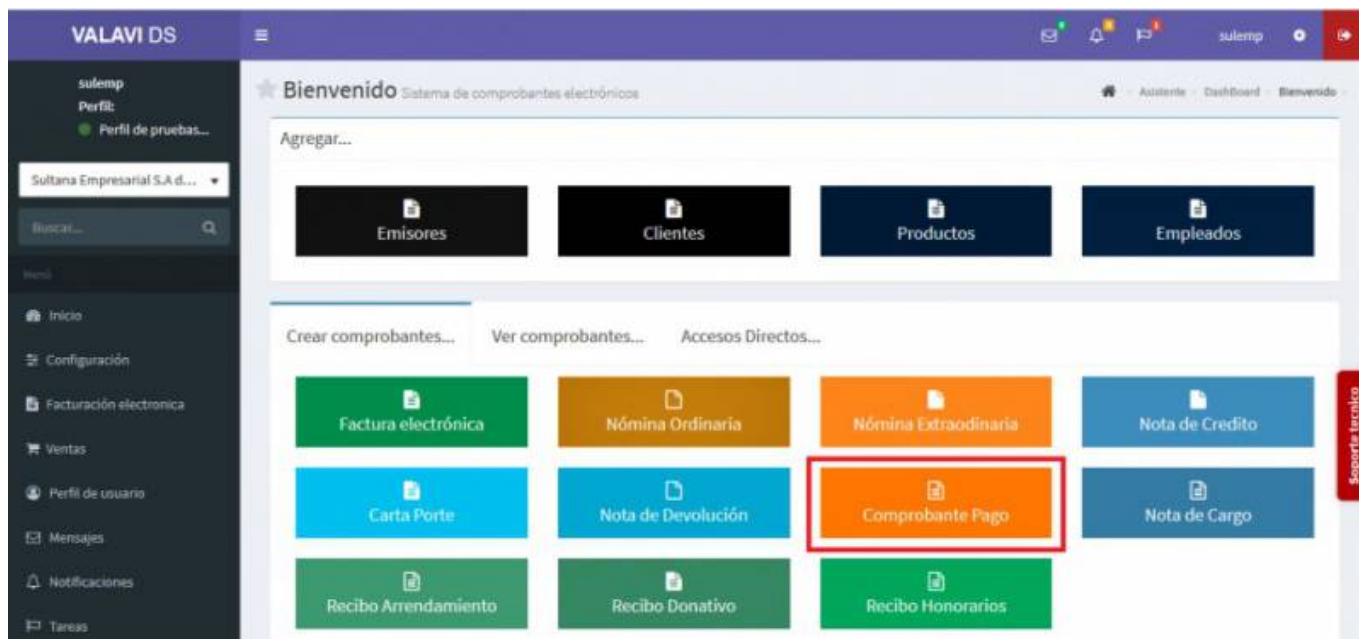 VALAVI DS
sulemp
sulemp
Perfil:
Perfil de pruebas...
Sultana Empresarial S.A d...
Buscar...
Menú
Inicio
Configuración
Facturación electronica
Ventas
Perfil de usuario
Mensajes
Notificaciones
Tareas
Bienvenido Sistema de comprobantes electrónicos
Asistente - DashBoard - Bienvenido
Agregar...
Emisores
Clientes
Productos
Empleados
Crear comprobantes... Ver comprobantes... Accesos Directos...
Factura electrónica
Nómina Ordinaria
Nómina Extraodinaria
Nota de Credito
Carta Porte
Nota de Devolución
Comprobante Pago
Nota de Cargo
Recibo Arrendamiento
Recibo Donativo
Recibo Honorarios
Soporte tecnico